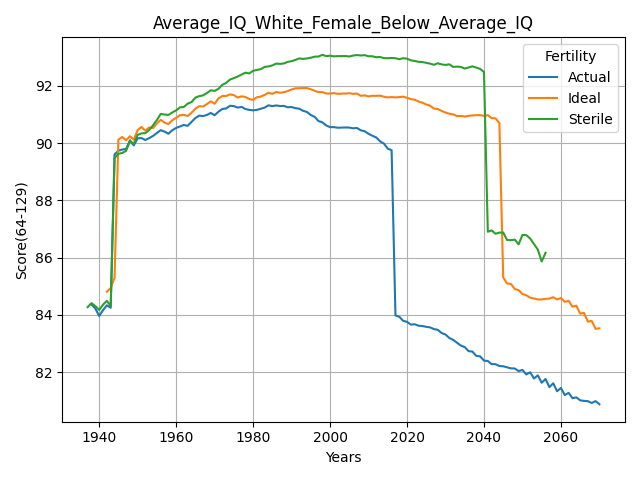 Average_IQ_White_Female_Below_Average_IQ
Fertility
Actual
Ideal
Sterile
Score(64-129)
92
90
88
86
84
82
1940
1960
1980
2000
2020
2040
2060
Years